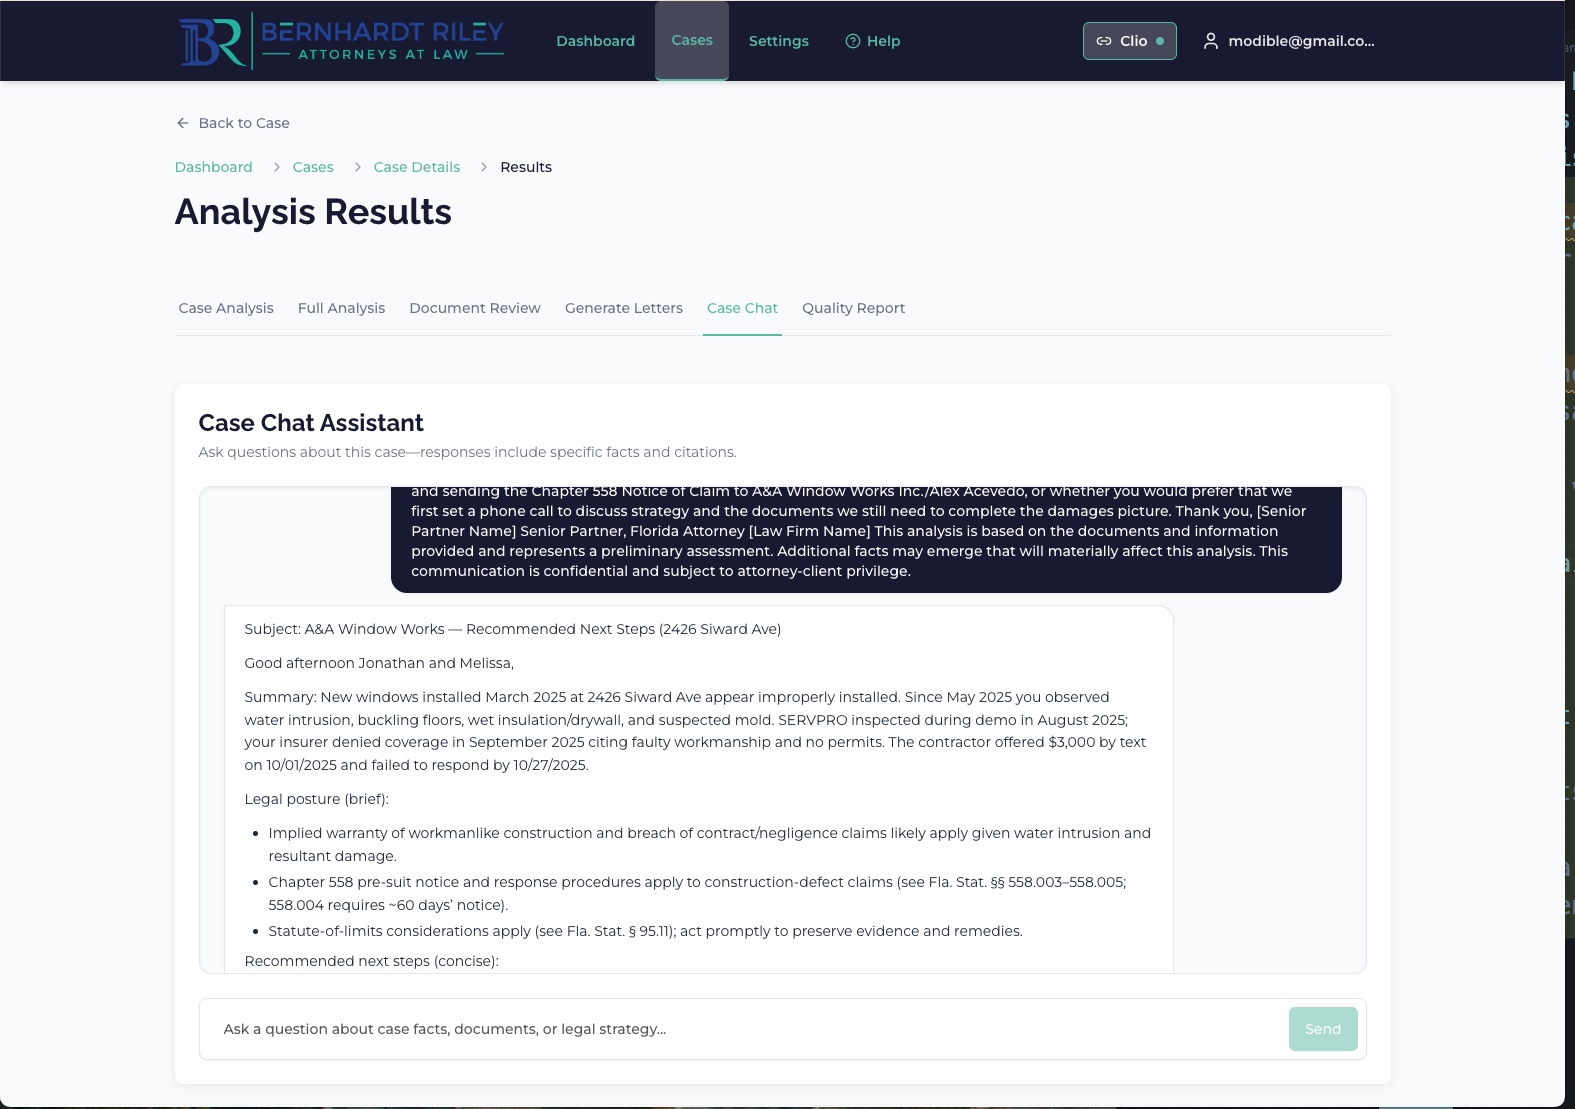 BR BERNHARDT RILEY
ATTORNEYS AT LAW
Dashboard
Cases
Settings
Help
Clio
modible@gmail.co...
Back to Case
Dashboard > Cases > Case Details > Results
Analysis Results
Case Analysis
Full Analysis
Document Review
Generate Letters
Case Chat
Quality Report
Case Chat Assistant
Ask questions about this case—responses include specific facts and citations.
and sending the Chapter 558 Notice of Claim to A&A Window Works Inc./Alex Acevedo, or whether you would prefer that we
first set a phone call to discuss strategy and the documents we still need to complete the damages picture. Thank you, [Senior
Partner Name] Senior Partner, Florida Attorney [Law Firm Name] This analysis is based on the documents and information
provided and represents a preliminary assessment. Additional facts may emerge that will materially affect this analysis. This
communication is confidential and subject to attorney-client privilege.
Subject: A&A Window Works — Recommended Next Steps (2426 Siward Ave)
Good afternoon Jonathan and Melissa,
Summary: New windows installed March 2025 at 2426 Siward Ave appear improperly installed. Since May 2025 you observed
water intrusion, buckling floors, wet insulation/drywall, and suspected mold. SERVPRO inspected during demo in August 2025;
your insurer denied coverage in September 2025 citing faulty workmanship and no permits. The contractor offered $3,000 by text
on 10/01/2025 and failed to respond by 10/27/2025.
Legal posture (brief):
• Implied warranty of workmanlike construction and breach of contract/negligence claims likely apply given water intrusion and
resultant damage.
• Chapter 558 pre-suit notice and response procedures apply to construction-defect claims (see Fla. Stat. §§ 558.003–558.005;
558.004 requires ~60 days’ notice).
• Statute-of-limits considerations apply (see Fla. Stat. § 95.11); act promptly to preserve evidence and remedies.
Recommended next steps (concise):
Ask a question about case facts, documents, or legal strategy...
Send